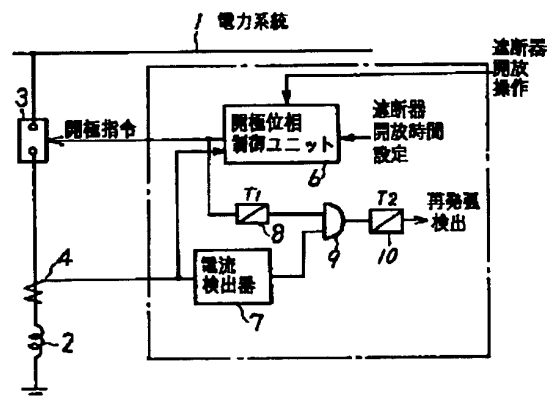 1 電力系統
遮断器
開放
操作
3
開極指令
開極位相
制御ユニット
6
遮断器
開放時間
設定
T1
8
9
T2
10
再発弧
検出
4
電流
検出器
7
2